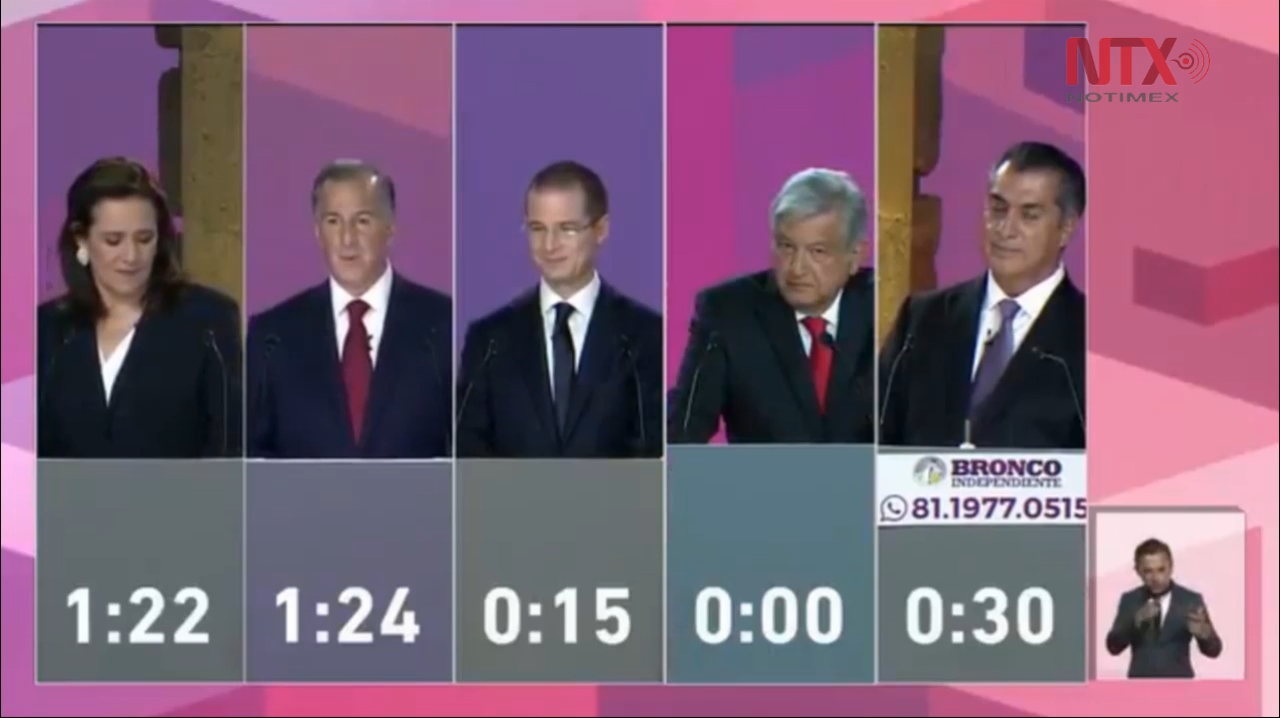 NTX
NOTIMEX
BRONCO
INDEPENDIENTE
81.1977.0515
1:22
1:24
0:15
0:00
0:30